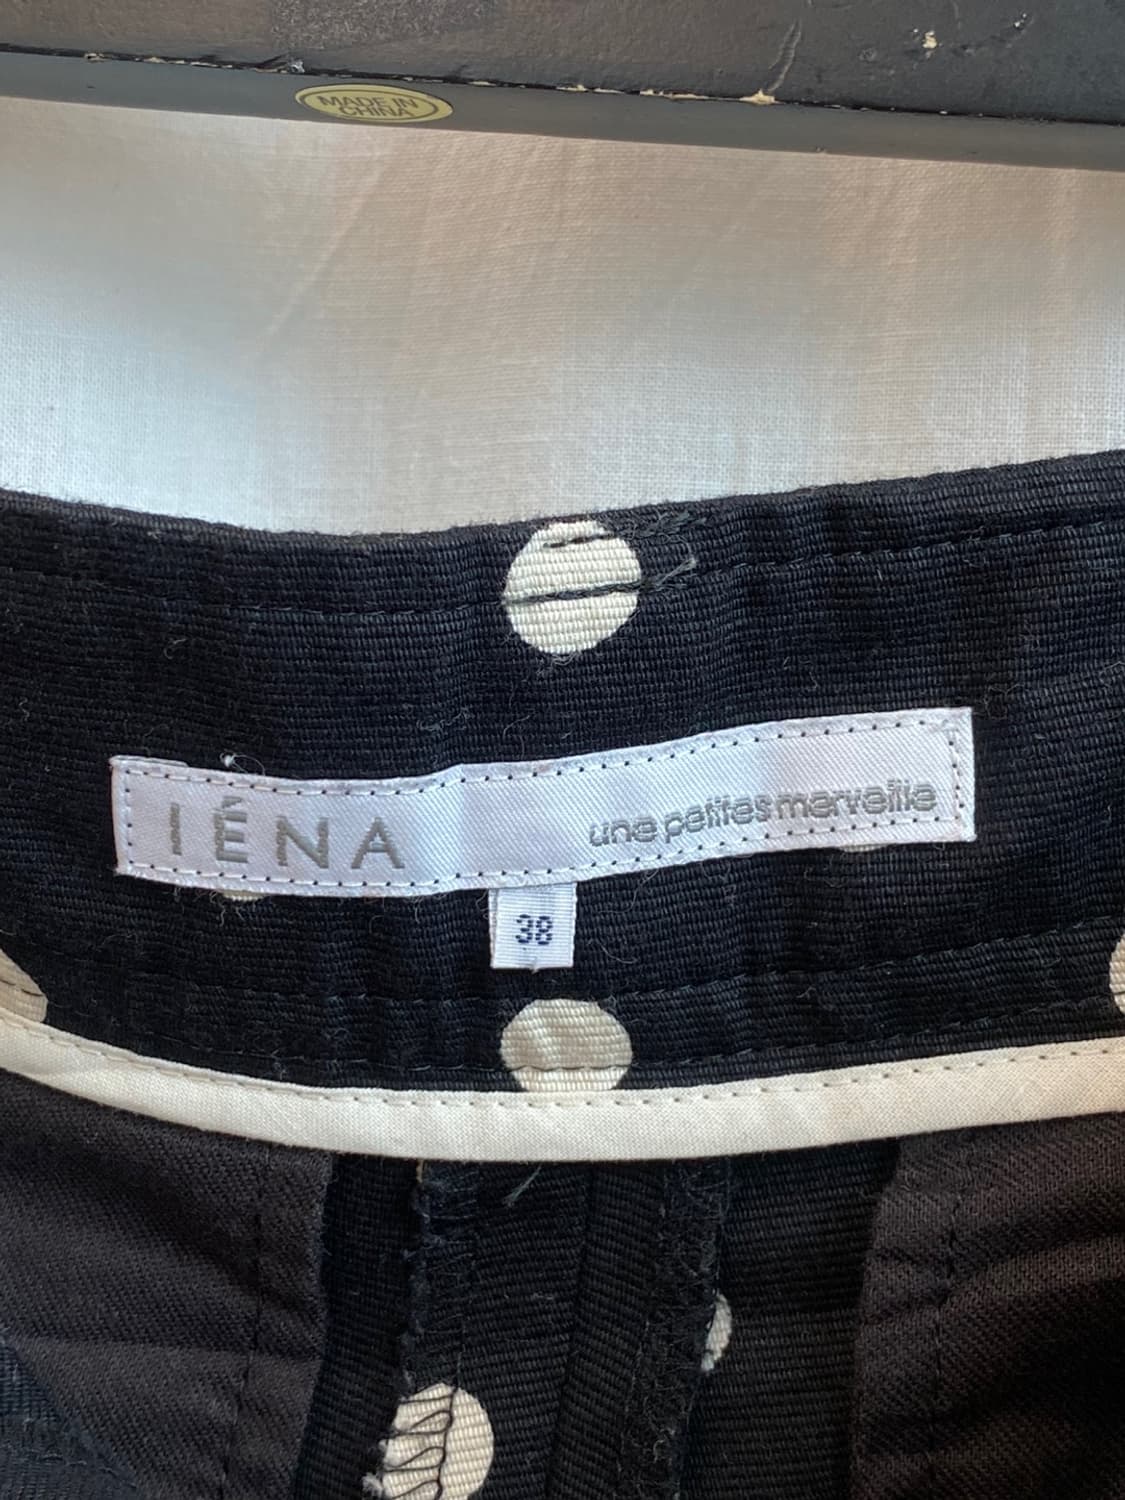 MADE IN
CHINA
IÉNA
une petites merveille
38